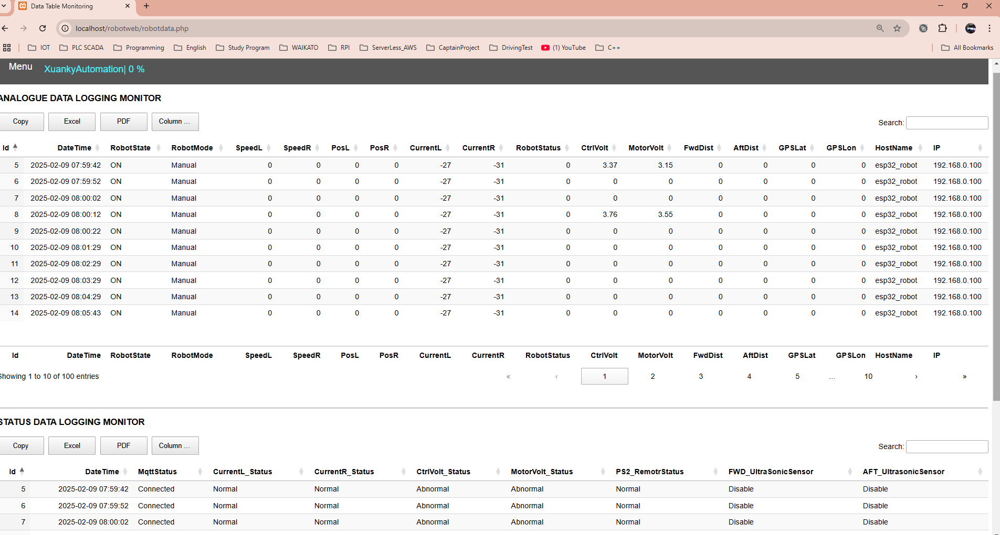 Data Table Monitoring
localhost/robotweb/robotdata.php
IOT PLC SCADA Programming English Study Program WAIKATO RPI ServerLess_AWS CaptainProject DrivingTest (1) YouTube C++ All Bookmarks
Menu XuankyAutomation| 0 %
ANALOGUE DATA LOGGING MONITOR
Copy Excel PDF Column ... Search:
Id DateTime RobotState RobotMode SpeedL SpeedR PosL PosR CurrentL CurrentR RobotStatus CtrlVolt MotorVolt FwdDist AftDist GPSLat GPSLon HostName IP
5 2025-02-09 07:59:42 ON Manual 0 0 0 0 -27 -31 0 3.37 3.15 0 0 0 0 esp32_robot 192.168.0.100
6 2025-02-09 07:59:52 ON Manual 0 0 0 0 -27 -31 0 0 0 0 0 0 0 esp32_robot 192.168.0.100
7 2025-02-09 08:00:02 ON Manual 0 0 0 0 -27 -31 0 0 0 0 0 0 0 esp32_robot 192.168.0.100
8 2025-02-09 08:00:12 ON Manual 0 0 0 0 -27 -31 0 3.76 3.55 0 0 0 0 esp32_robot 192.168.0.100
9 2025-02-09 08:00:22 ON Manual 0 0 0 0 -27 -31 0 0 0 0 0 0 0 esp32_robot 192.168.0.100
10 2025-02-09 08:01:29 ON Manual 0 0 0 0 -27 -31 0 0 0 0 0 0 0 esp32_robot 192.168.0.100
11 2025-02-09 08:02:29 ON Manual 0 0 0 0 -27 -31 0 0 0 0 0 0 0 esp32_robot 192.168.0.100
12 2025-02-09 08:03:29 ON Manual 0 0 0 0 -27 -31 0 0 0 0 0 0 0 esp32_robot 192.168.0.100
13 2025-02-09 08:04:29 ON Manual 0 0 0 0 -27 -31 0 0 0 0 0 0 0 esp32_robot 192.168.0.100
14 2025-02-09 08:05:43 ON Manual 0 0 0 0 -27 -31 0 0 0 0 0 0 0 esp32_robot 192.168.0.100
Id DateTime RobotState RobotMode SpeedL SpeedR PosL PosR CurrentL CurrentR RobotStatus CtrlVolt MotorVolt FwdDist AftDist GPSLat GPSLon HostName IP
Showing 1 to 10 of 100 entries « ‹ 1 2 3 4 5 … 10 › »
STATUS DATA LOGGING MONITOR
Copy Excel PDF Column ... Search:
Id DateTime MqttStatus CurrentL_Status CurrentR_Status CtrlVolt_Status MotorVolt_Status PS2_RemotrStatus FWD_UltraSonicSensor AFT_UltrasonicSensor
5 2025-02-09 07:59:42 Connected Normal Normal Abnormal Abnormal Normal Disable Disable
6 2025-02-09 07:59:52 Connected Normal Normal Abnormal Abnormal Normal Disable Disable
7 2025-02-09 08:00:02 Connected Normal Normal Abnormal Abnormal Normal Disable Disable